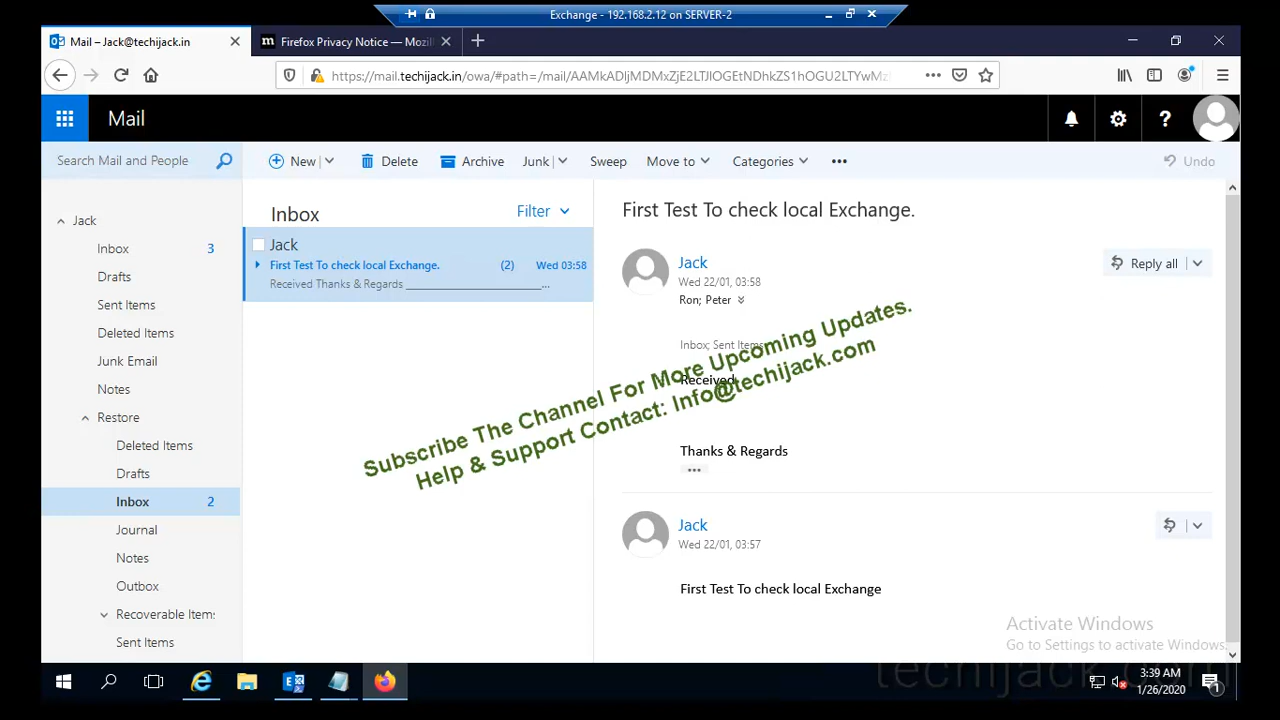 Exchange - 192.168.2.12 on SERVER-2
Mail – Jack@techijack.in
Firefox Privacy Notice — Mozil
https://mail.techijack.in/owa/#path=/mail/
Mail
Search Mail and People
New
Delete
Archive
Junk
Sweep
Move to
Categories
Undo
Jack
Inbox 3
Drafts
Sent Items
Deleted Items
Junk Email
Notes
Restore
Deleted Items
Drafts
Inbox 2
Journal
Notes
Outbox
Recoverable Items
Sent Items
Inbox
Filter
Jack
First Test To check local Exchange. (2) Wed 03:58
Received Thanks & Regards ___________________________...
First Test To check local Exchange.
Jack
Wed 22/01, 03:58
Ron; Peter
Reply all
Inbox; Sent Items
Received
Thanks & Regards
Jack
Wed 22/01, 03:57
First Test To check local Exchange
Subscribe The Channel For More Upcoming Updates.
Help & Support Contact: Info@techijack.com
Activate Windows
Go to Settings to activate Windows.
techijack.com
3:39 AM
1/26/2020
1